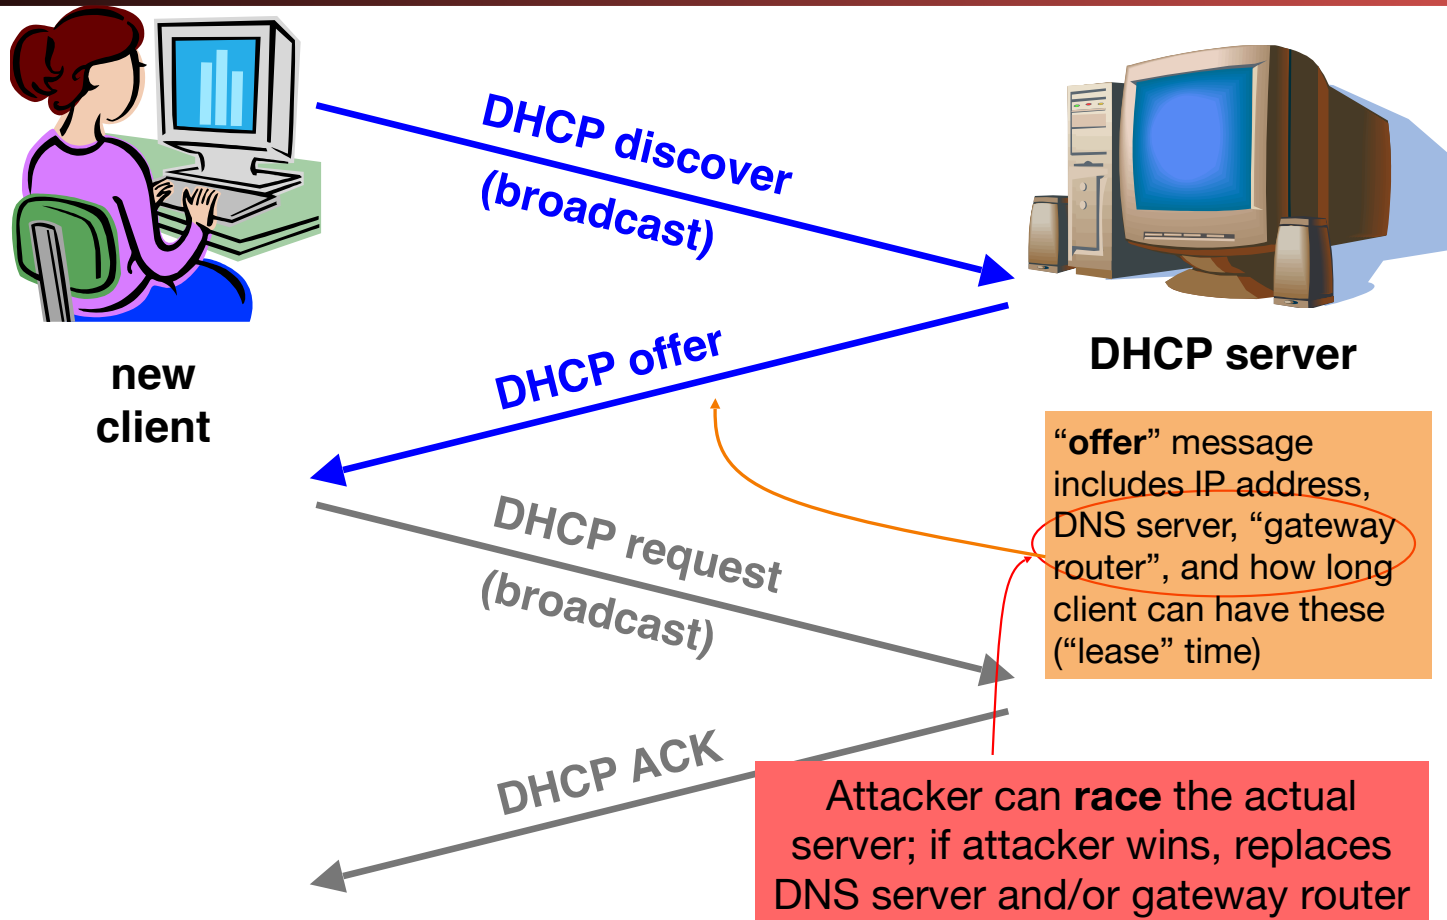 DHCP discover
(broadcast)
DHCP offer
DHCP server
new
client
“offer” message
includes IP address,
DNS server, “gateway
router”, and how long
client can have these
(“lease” time)
DHCP request
(broadcast)
DHCP ACK
Attacker can race the actual
server; if attacker wins, replaces
DNS server and/or gateway router